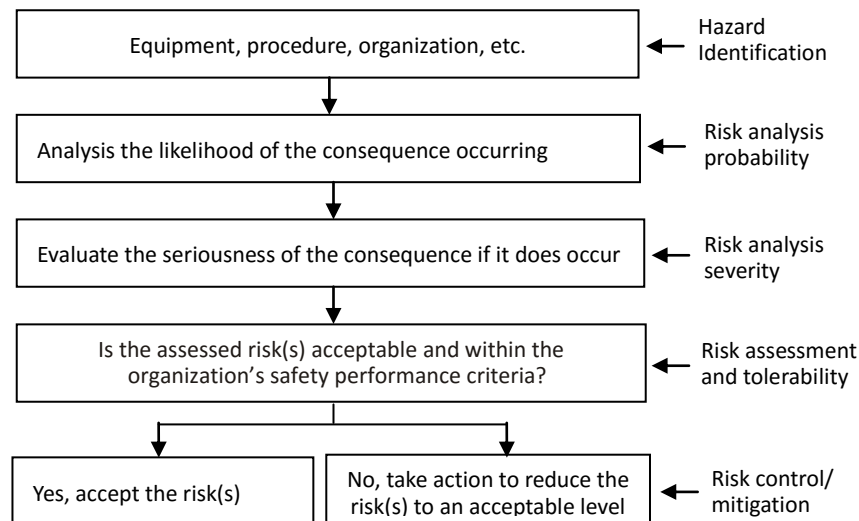 Equipment, procedure, organization, etc.
Hazard
Identification
Analysis the likelihood of the consequence occurring
Risk analysis
probability
Evaluate the seriousness of the consequence if it does occur
Risk analysis
severity
Is the assessed risk(s) acceptable and within the
organization’s safety performance criteria?
Risk assessment
and tolerability
Yes, accept the risk(s)
No, take action to reduce the
risk(s) to an acceptable level
Risk control/
mitigation